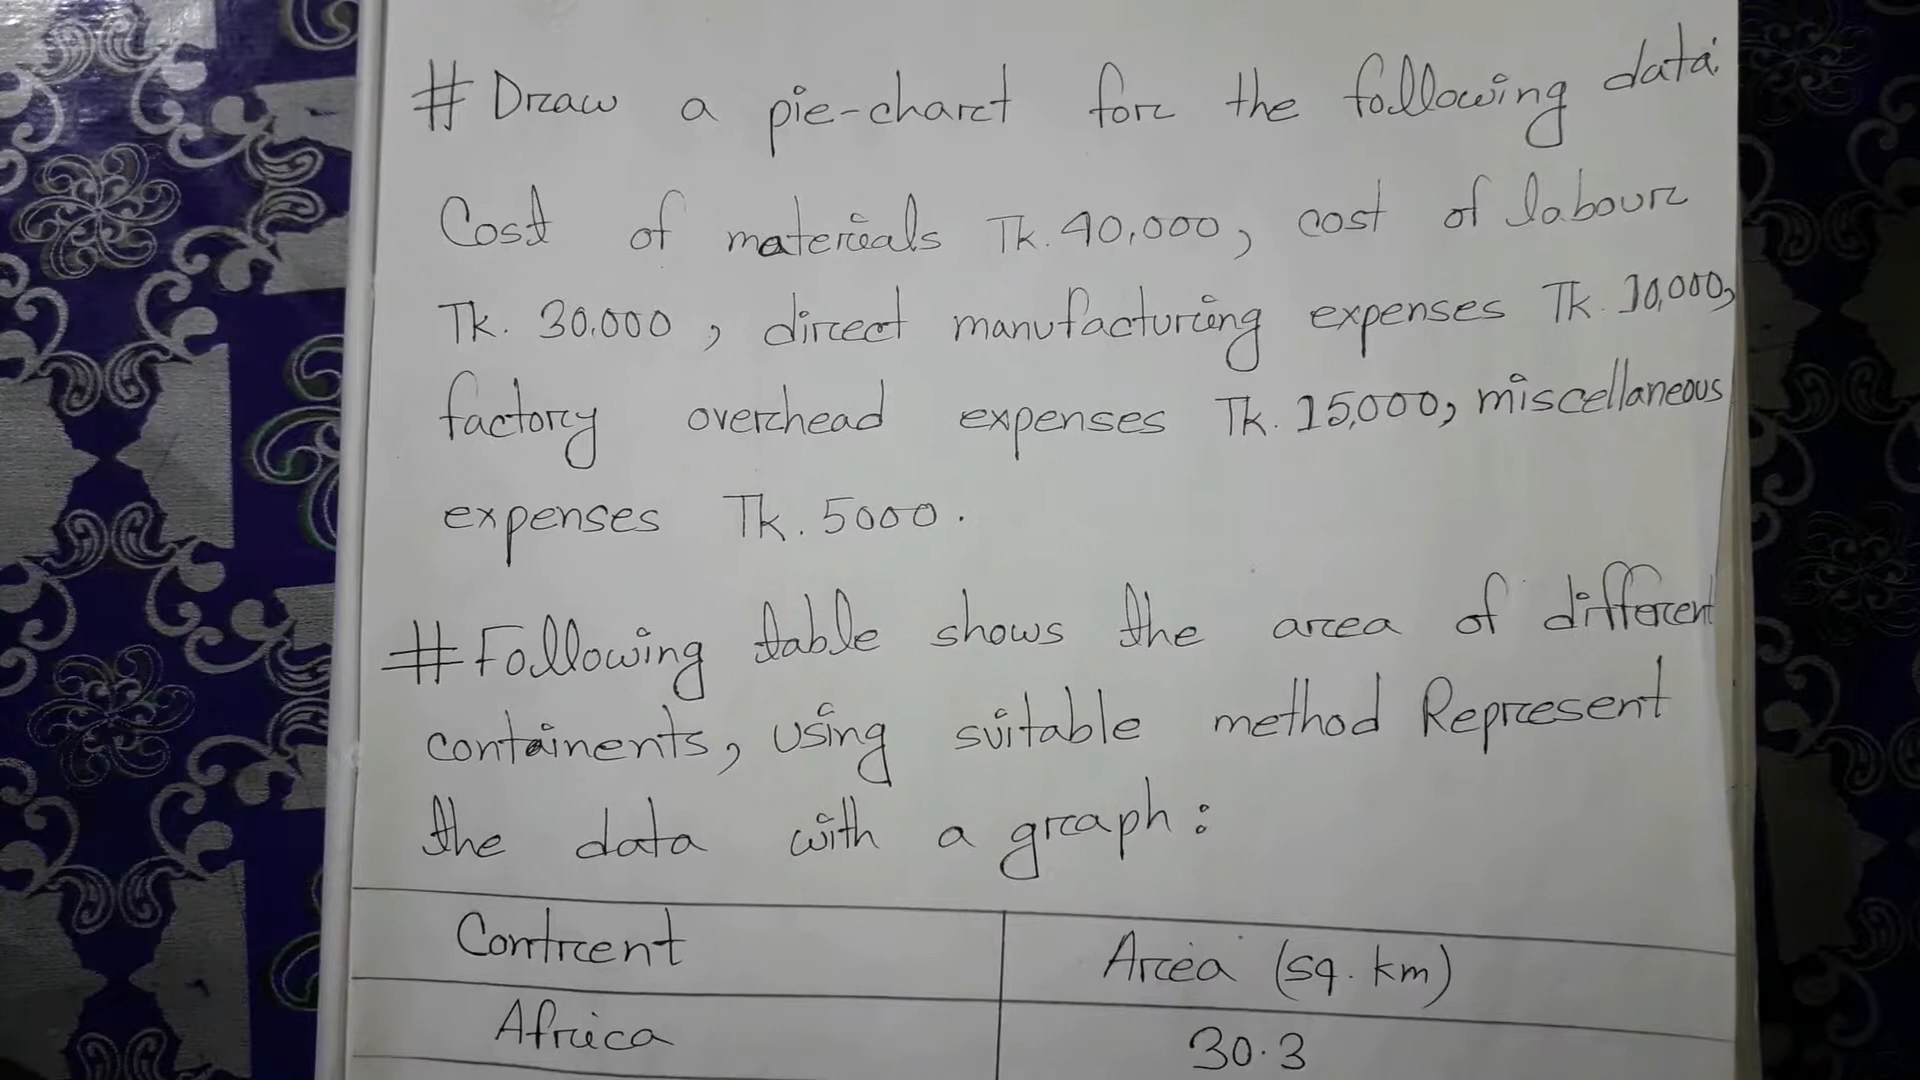 # Draw a pie-chart for the following data:
Cost of materials Tk. 40,000, cost of labour
Tk. 30,000, direct manufacturing expenses Tk. 10,000,
factory overhead expenses Tk. 15,000, miscellaneous
expenses Tk. 5000.
# Following table shows the area of different
containents, using suitable method Represent
the data with a graph:
Contrent Area (sq. km)
Africa 30.3